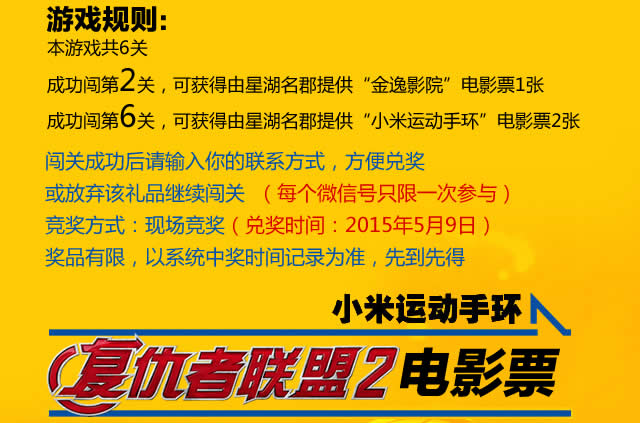 游戏规则:
本游戏共6关
成功闯第2关，可获得由星湖名郡提供“金逸影院”电影票1张
成功闯第6关，可获得由星湖名郡提供“小米运动手环”电影票2张
闯关成功后请输入你的联系方式，方便兑奖
或放弃该礼品继续闯关 （每个微信号只限一次参与）
竞奖方式：现场竞奖（兑奖时间：2015年5月9日）
奖品有限，以系统中奖时间记录为准，先到先得
小米运动手环
复仇者联盟2电影票